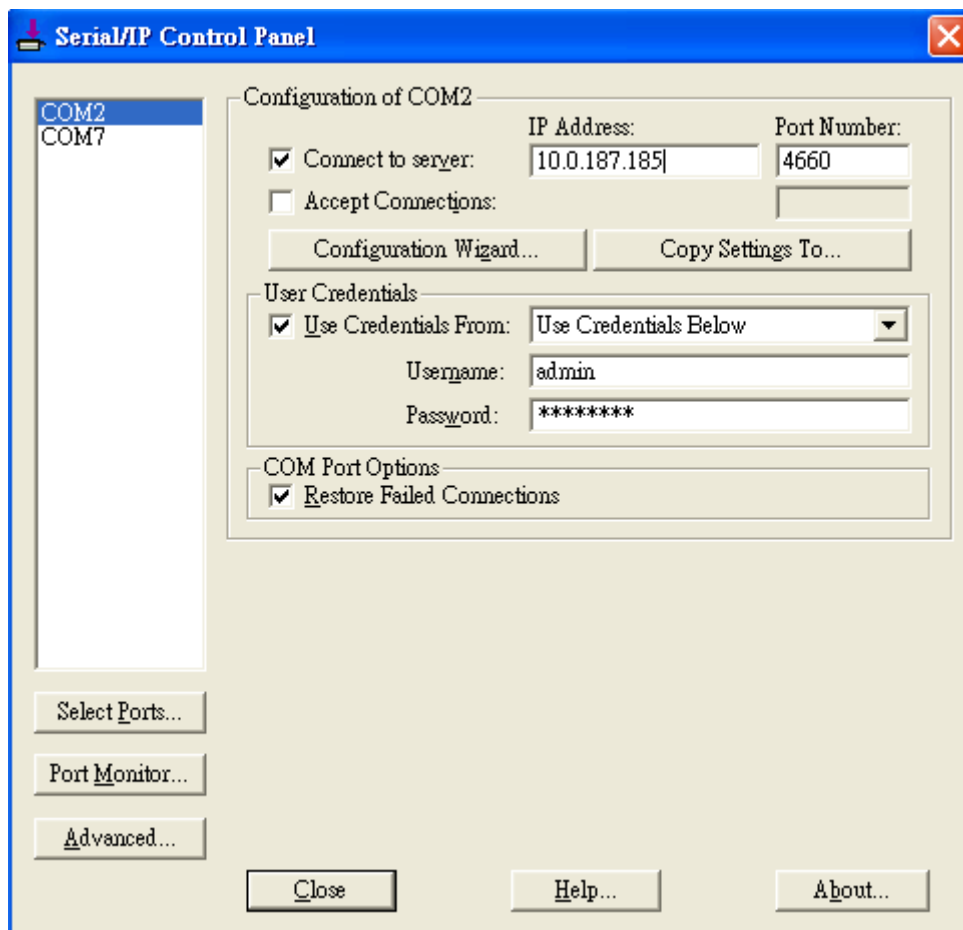 Serial/IP Control Panel
COM2
COM7
Configuration of COM2
IP Address: Port Number:
Connect to server: 10.0.187.185 4660
Accept Connections:
Configuration Wizard... Copy Settings To...
User Credentials
Use Credentials From: Use Credentials Below
Username: admin
Password: ********
COM Port Options
Restore Failed Connections
Select Ports...
Port Monitor...
Advanced...
Close Help... About...